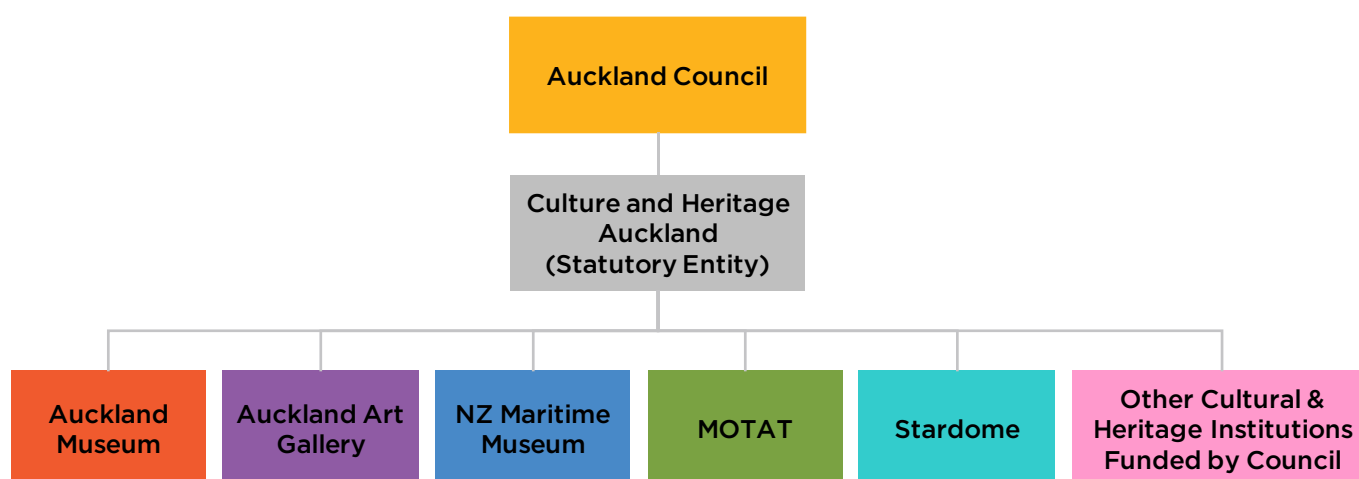 Auckland Council
Culture and Heritage
Auckland
(Statutory Entity)
Auckland
Museum
Auckland Art
Gallery
NZ Maritime
Museum
MOTAT
Stardome
Other Cultural &
Heritage Institutions
Funded by Council